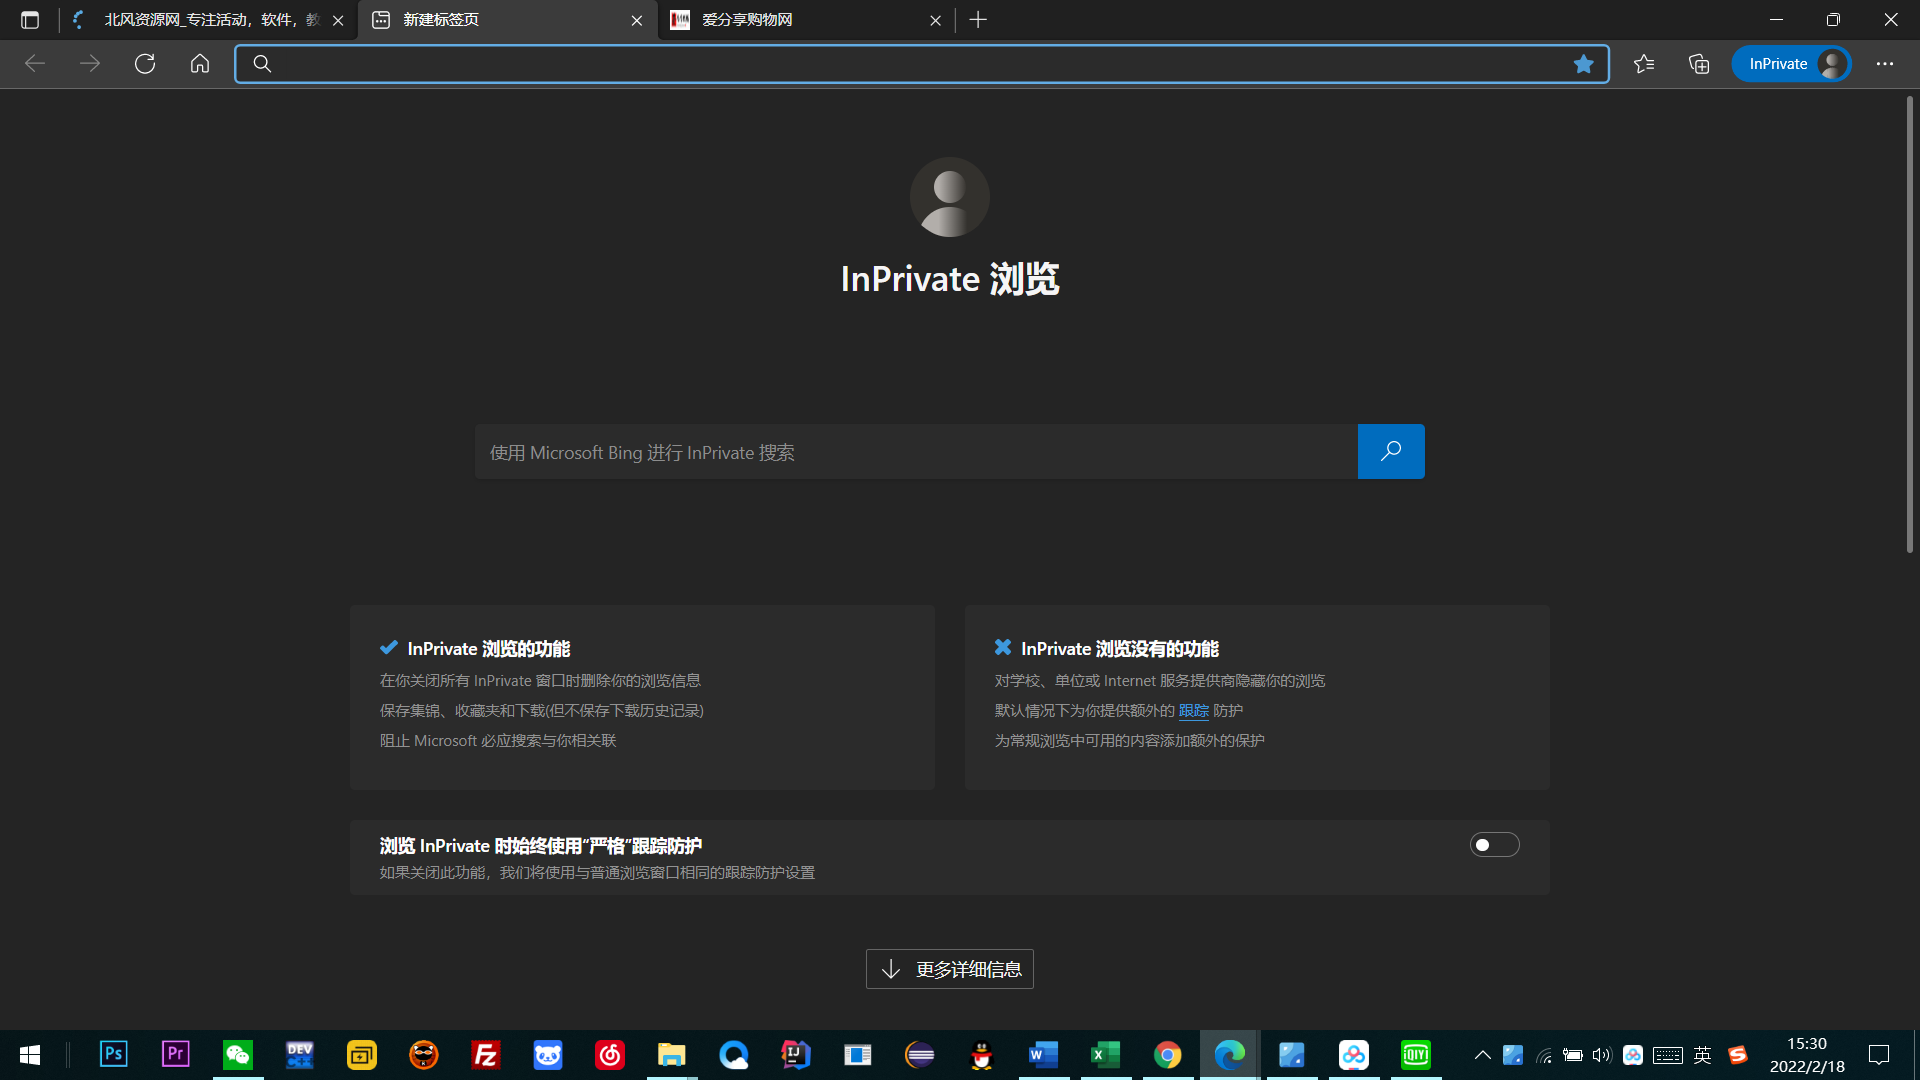 北风资源网_专注活动，软件，教
新建标签页
爱分享购物网
InPrivate
InPrivate 浏览
使用 Microsoft Bing 进行 InPrivate 搜索
InPrivate 浏览的功能
在你关闭所有 InPrivate 窗口时删除你的浏览信息
保存集锦、收藏夹和下载(但不保存下载历史记录)
阻止 Microsoft 必应搜索与你相关联
InPrivate 浏览没有的功能
对学校、单位或 Internet 服务提供商隐藏你的浏览
默认情况下为你提供额外的 跟踪 防护
为常规浏览中可用的内容添加额外的保护
浏览 InPrivate 时始终使用“严格”跟踪防护
如果关闭此功能，我们将使用与普通浏览窗口相同的跟踪防护设置
更多详细信息
Ps
Pr
DEV
C++
Fz
IJ
W
X
iQIYI
英
S
15:30
2022/2/18